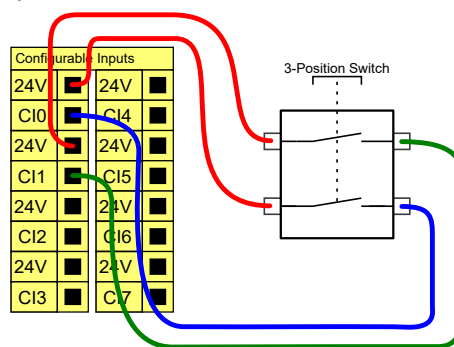 Configurable Inputs
3-Position Switch
24V 24V
CI0 CI4
24V 24V
CI1 CI5
24V 24V
CI2 CI6
24V 24V
CI3 CI7